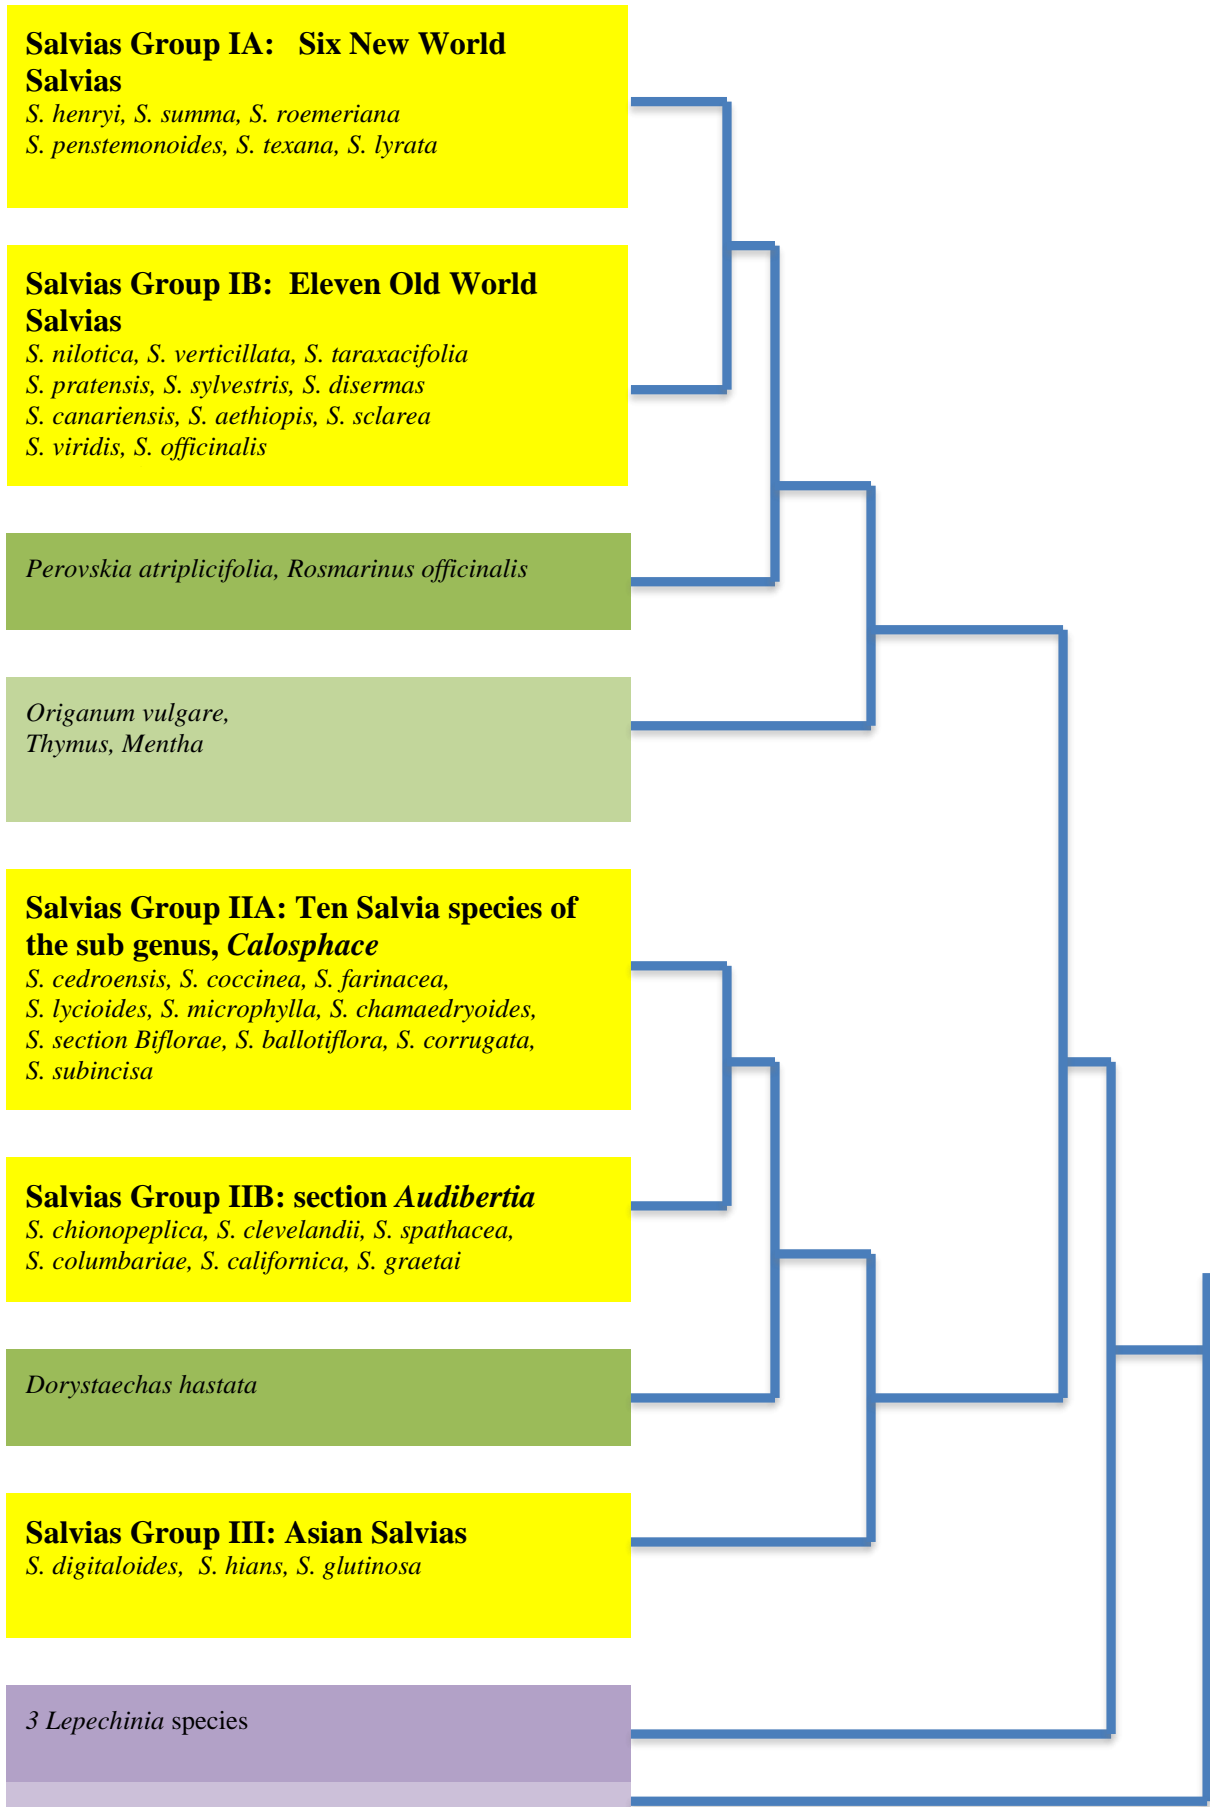 Salvias Group IA: Six New World
Salvias
S. henryi, S. summa, S. roemeriana
S. penstemonoides, S. texana, S. lyrata
Salvias Group IB: Eleven Old World
Salvias
S. nilotica, S. verticillata, S. taraxacifolia
S. pratensis, S. sylvestris, S. disermas
S. canariensis, S. aethiopis, S. sclarea
S. viridis, S. officinalis
Perovskia atriplicifolia, Rosmarinus officinalis
Origanum vulgare,
Thymus, Mentha
Salvias Group IIA: Ten Salvia species of
the sub genus, Calosphace
S. cedroensis, S. coccinea, S. farinacea,
S. lycioides, S. microphylla, S. chamaedryoides,
S. section Biflorae, S. ballotiflora, S. corrugata,
S. subincisa
Salvias Group IIB: section Audibertia
S. chionopeplica, S. clevelandii, S. spathacea,
S. columbariae, S. californica, S. graetai
Dorystaechas hastata
Salvias Group III: Asian Salvias
S. digitaloides, S. hians, S. glutinosa
3 Lepechinia species